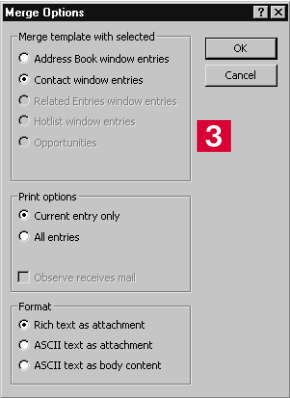 Merge Options
Merge template with selected
Address Book window entries
Contact window entries
Related Entries window entries
Hotlist window entries
Opportunities
OK
Cancel
3
Print options
Current entry only
All entries
Observe receives mail
Format
Rich text as attachment
ASCII text as attachment
ASCII text as body content